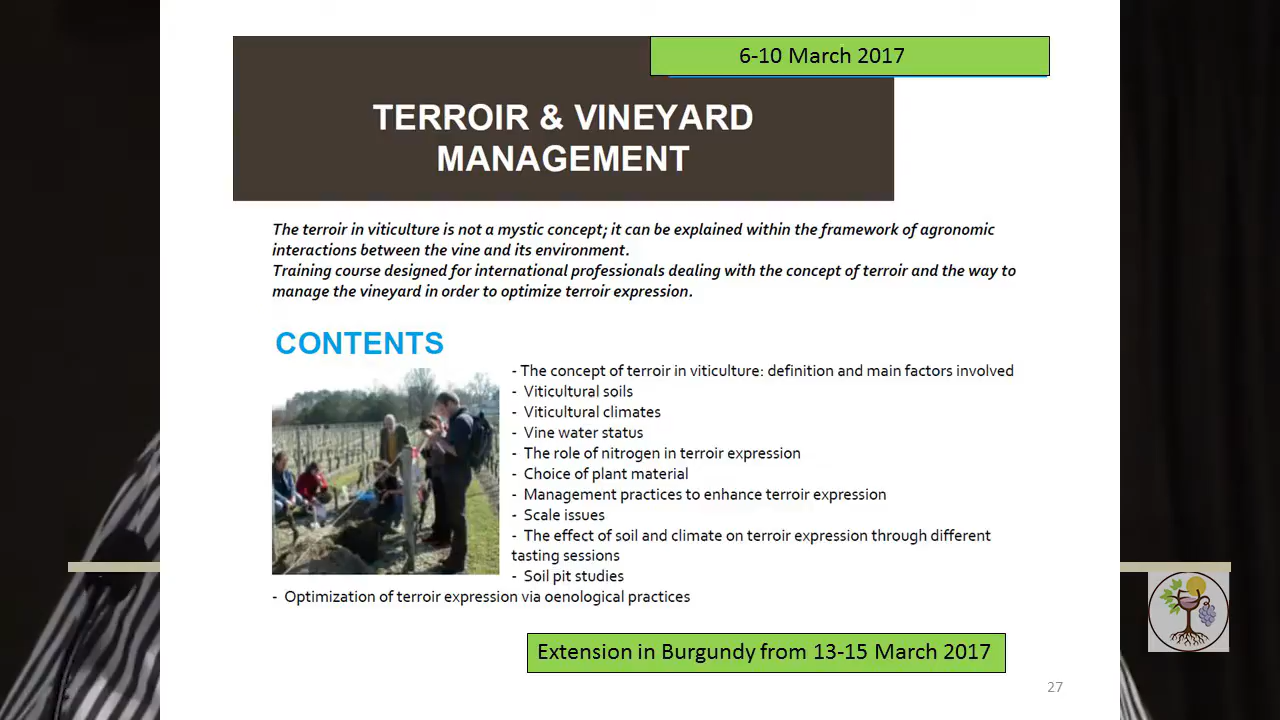 6-10 March 2017
TERROIR & VINEYARD
MANAGEMENT
The terroir in viticulture is not a mystic concept; it can be explained within the framework of agronomic
interactions between the vine and its environment.
Training course designed for international professionals dealing with the concept of terroir and the way to
manage the vineyard in order to optimize terroir expression.
CONTENTS
- The concept of terroir in viticulture: definition and main factors involved
- Viticultural soils
- Viticultural climates
- Vine water status
- The role of nitrogen in terroir expression
- Choice of plant material
- Management practices to enhance terroir expression
- Scale issues
- The effect of soil and climate on terroir expression through different
tasting sessions
- Soil pit studies
- Optimization of terroir expression via oenological practices
Extension in Burgundy from 13-15 March 2017
27